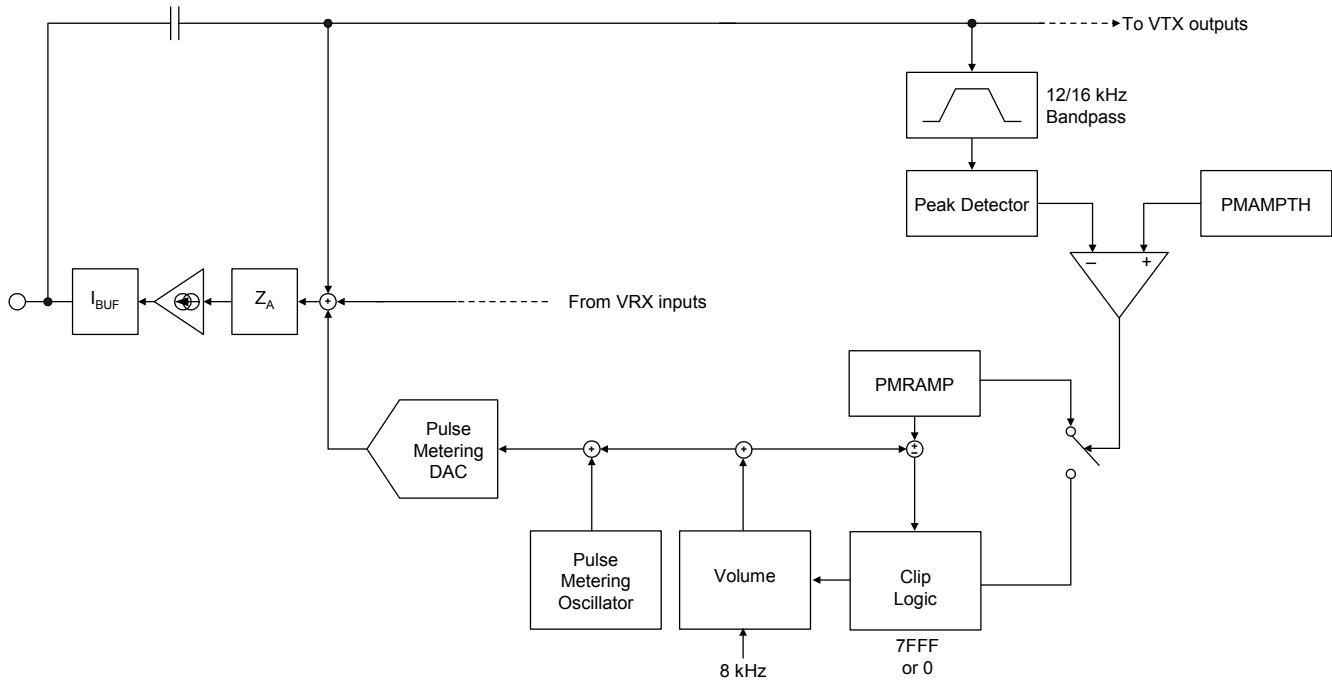 To VTX outputs
12/16 kHz
Bandpass
Peak Detector
PMAMPTH
–
+
I_BUF
Z_A
+
From VRX inputs
PMRAMP
Pulse
Metering
DAC
+
+
±
–
Pulse
Metering
Oscillator
Volume
Clip
Logic
8 kHz
7FFF
or 0